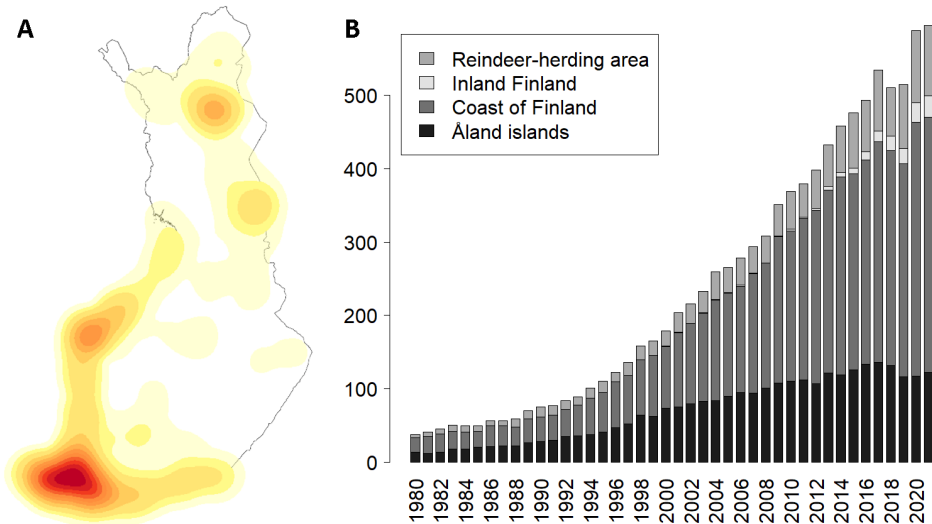 A
B
Reindeer-herding area
Inland Finland
Coast of Finland
Åland islands
500
400
300
200
100
0
1980 1982 1984 1986 1988 1990 1992 1994 1996 1998 2000 2002 2004 2006 2008 2010 2012 2014 2016 2018 2020